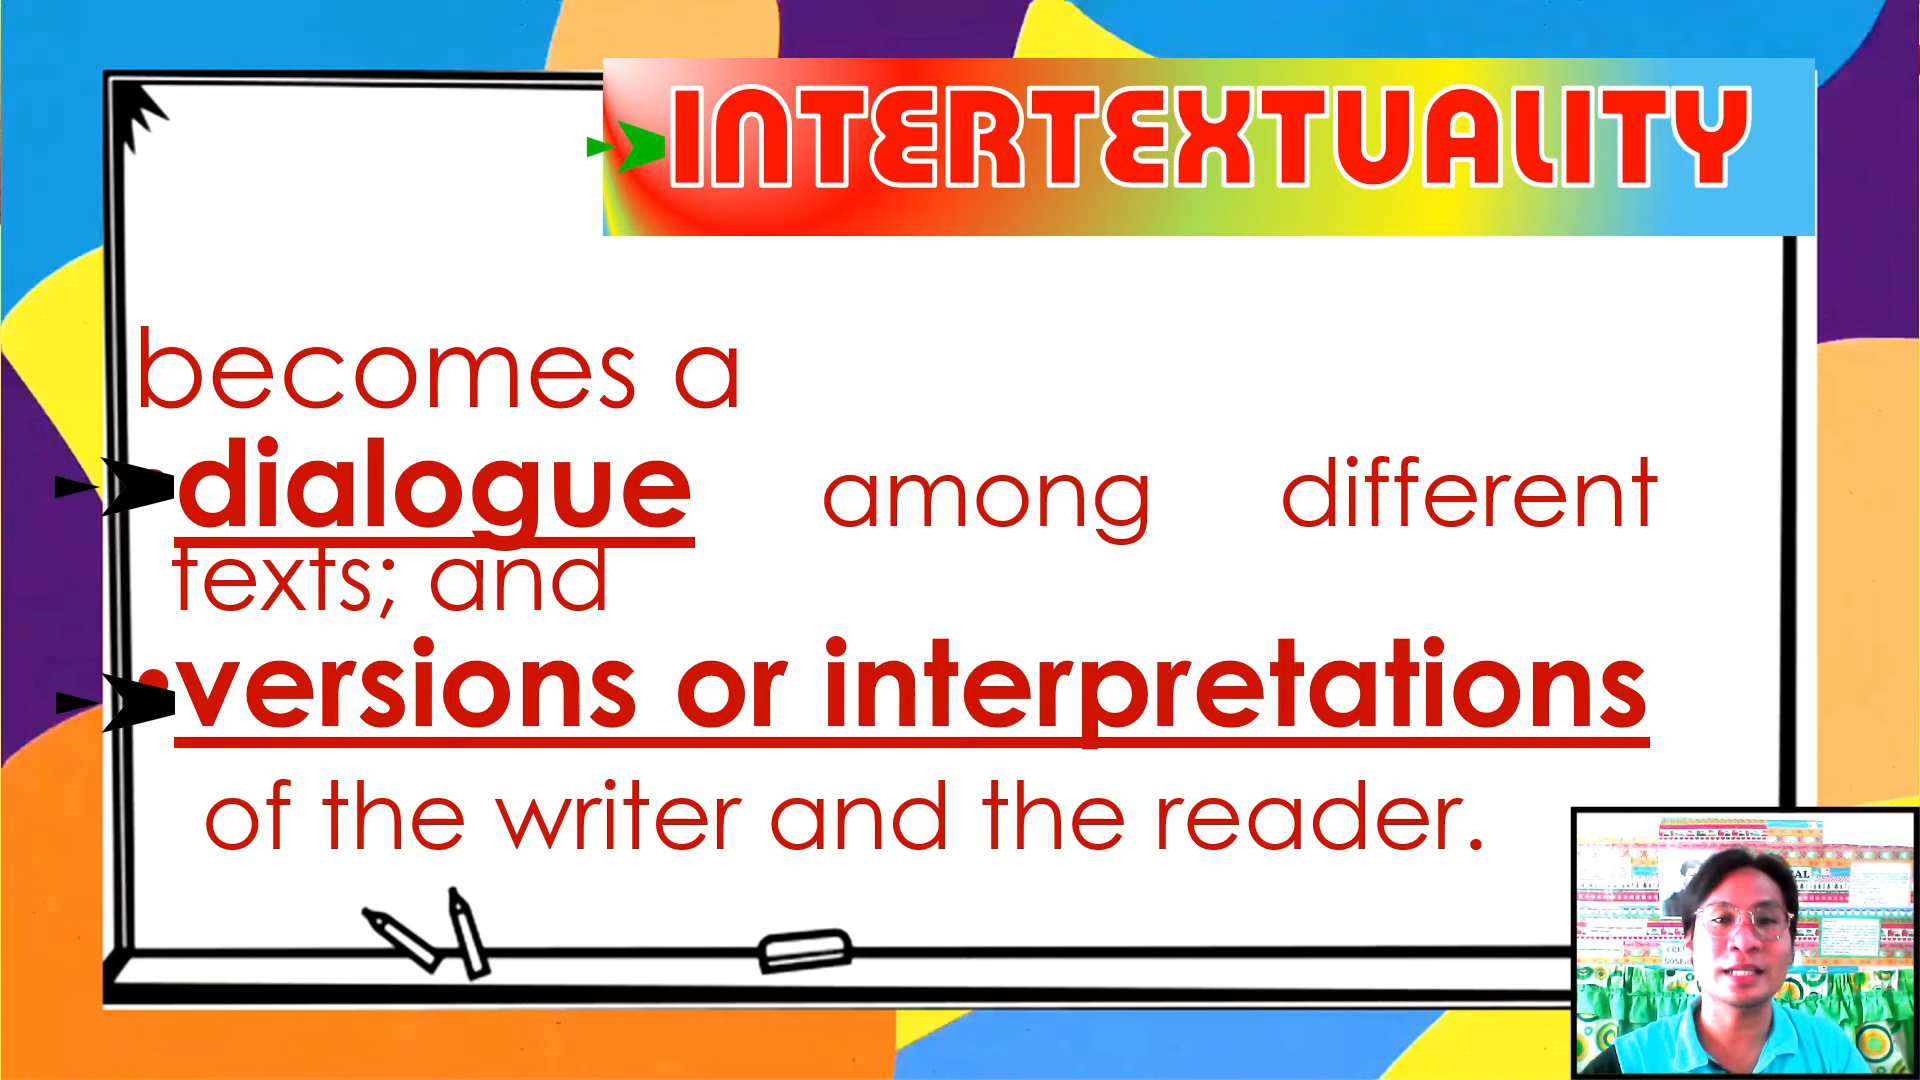 INTERTEXTUALITY
becomes a
dialogue among different
texts; and
•versions or interpretations
of the writer and the reader.